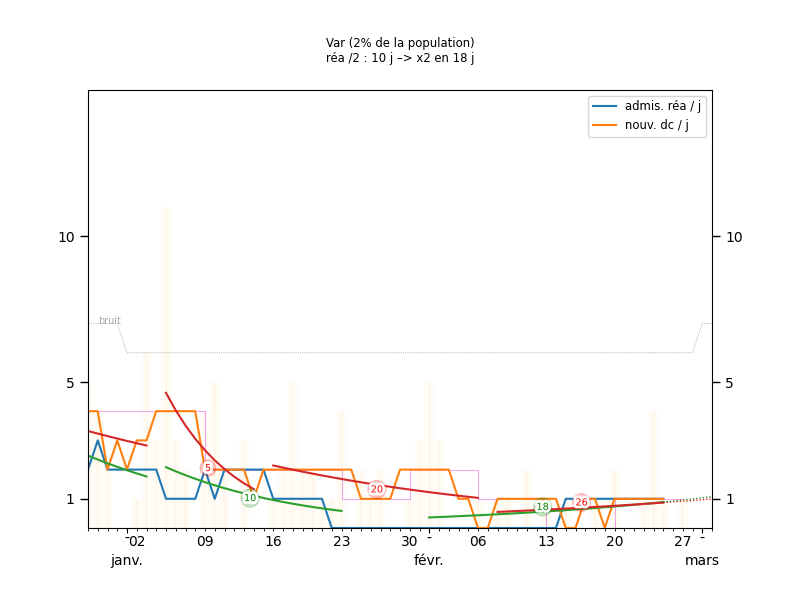 Var (2% de la population)
réa /2 : 10 j –> x2 en 18 j
admis. réa / j
nouv. dc / j
10
10
bruit
5
5
5
20
10
26
18
1
1
02
09
16
23
30
06
13
20
27
janv.
févr.
mars